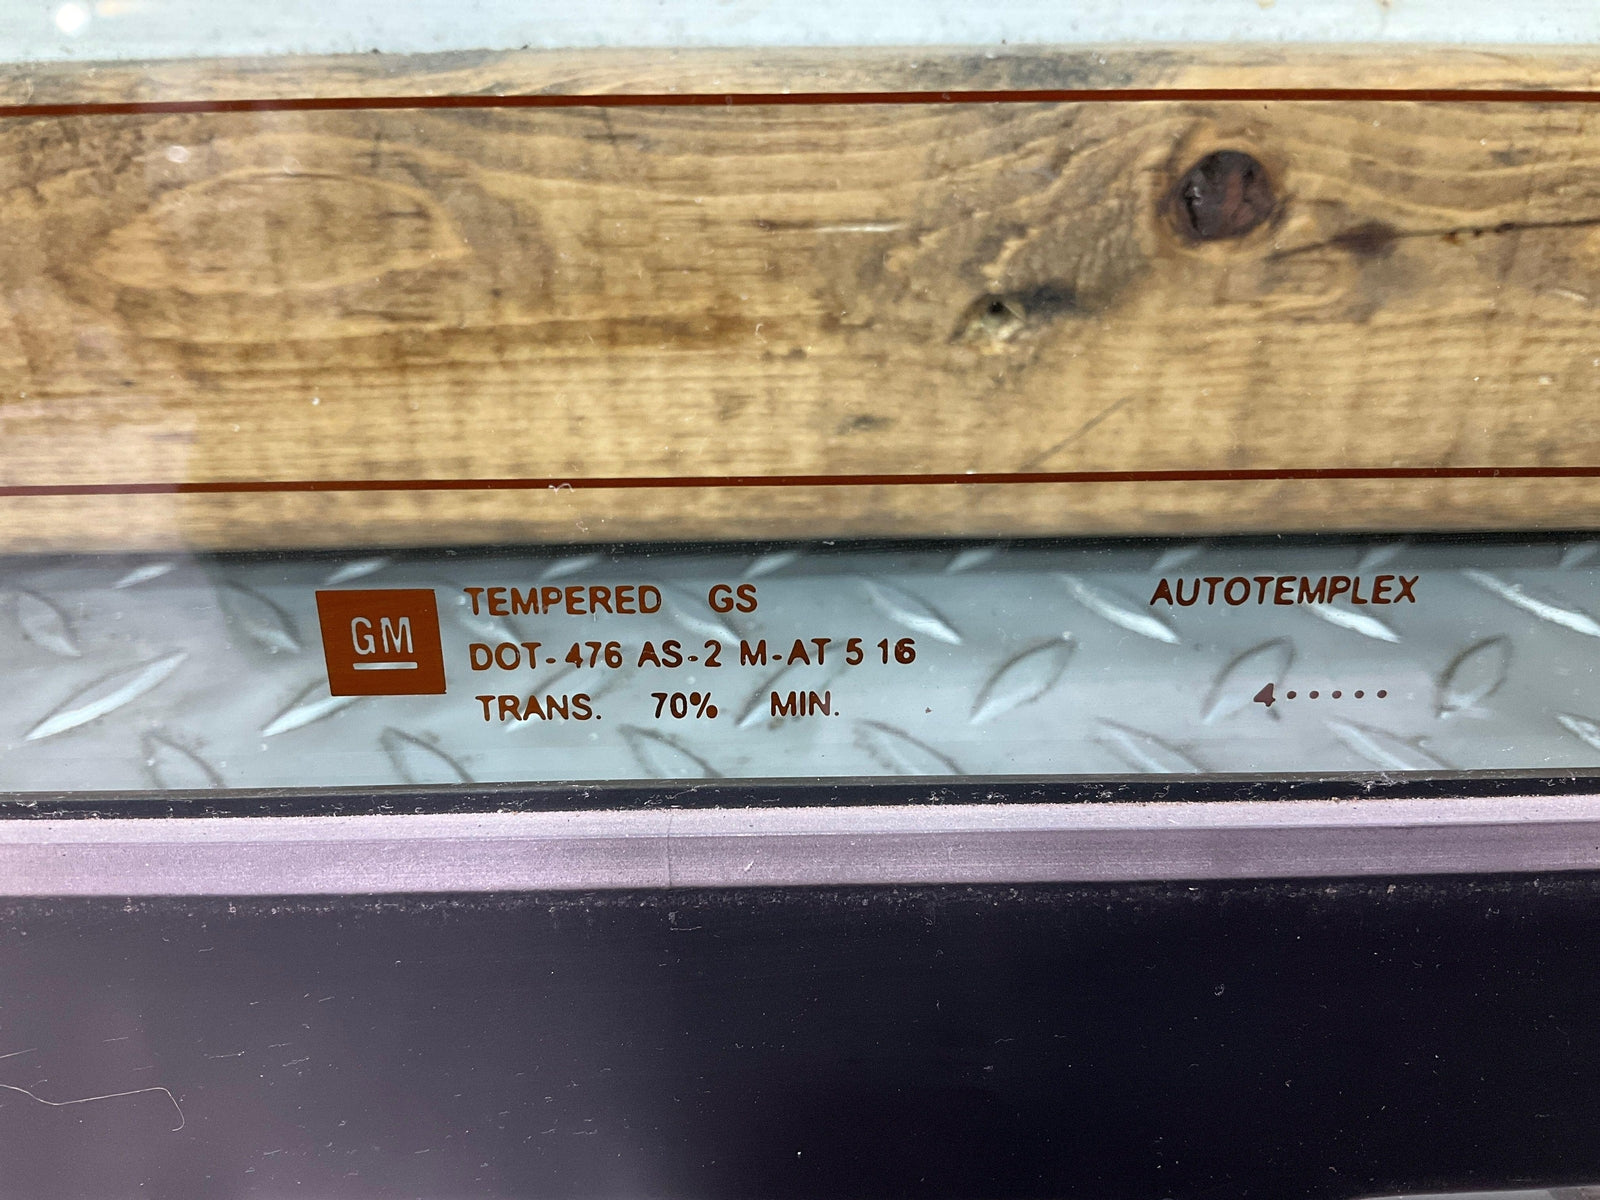 GM
TEMPERED GS
DOT-476 AS-2 M-AT 5 16
TRANS. 70% MIN.
AUTOTEMPLEX
4••••••